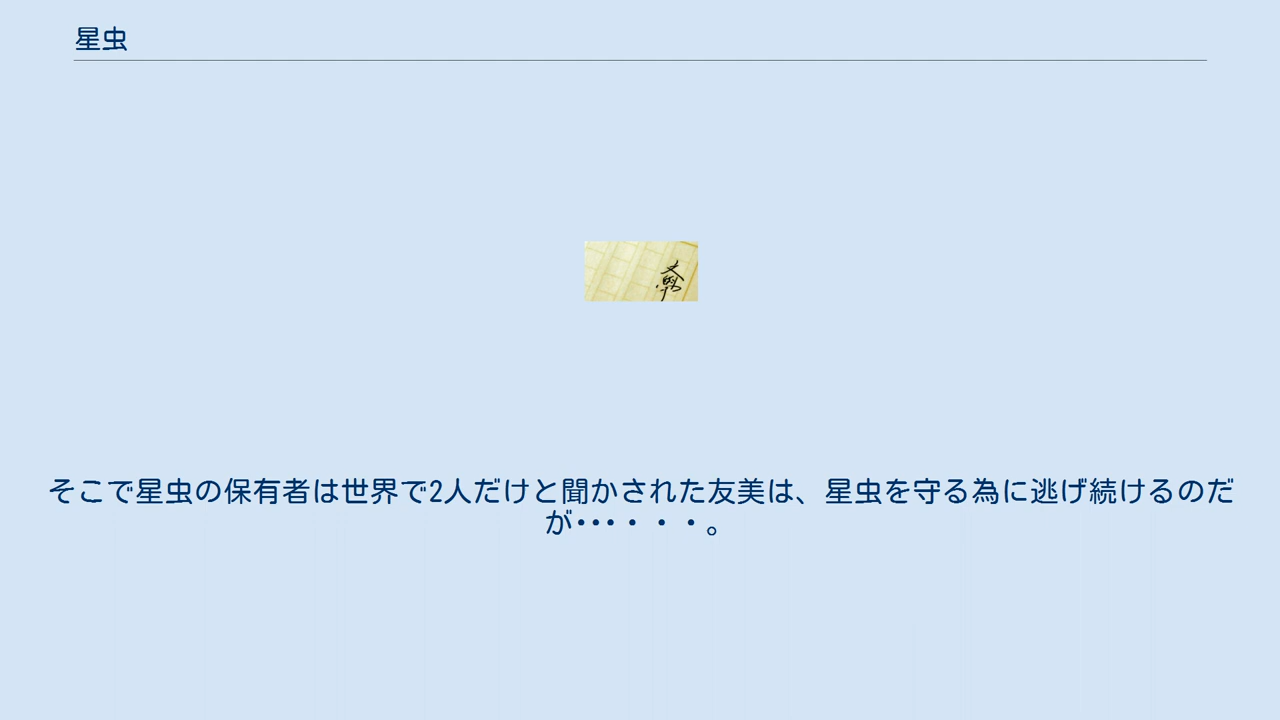 星虫
そこで星虫の保有者は世界で2人だけと聞かされた友美は、星虫を守る為に逃げ続けるのだ
が･･･・・・。